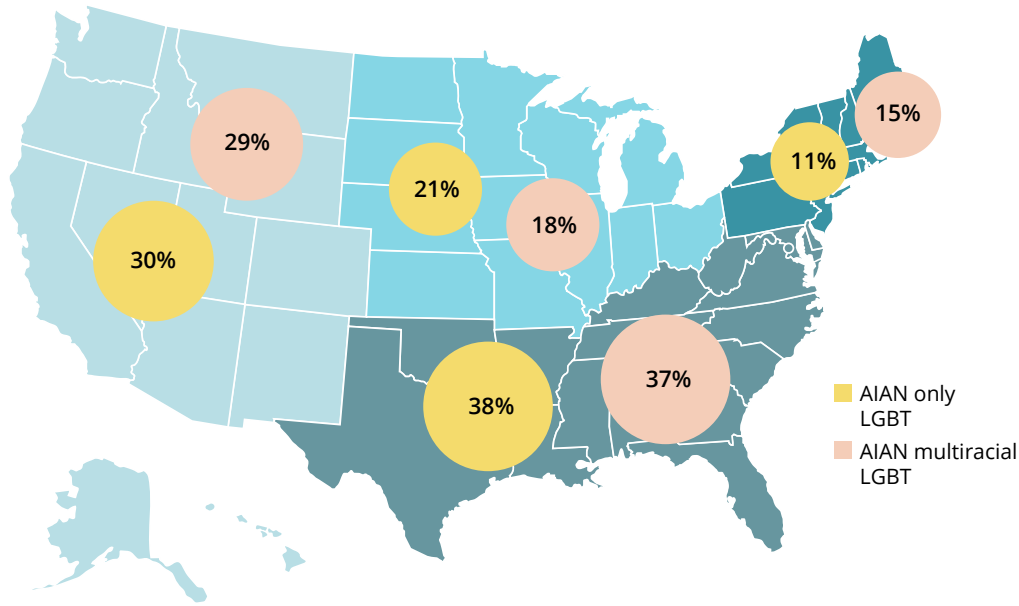 15%
29%
11%
21%
18%
30%
37%
38%
AIAN only
LGBT
AIAN multiracial
LGBT